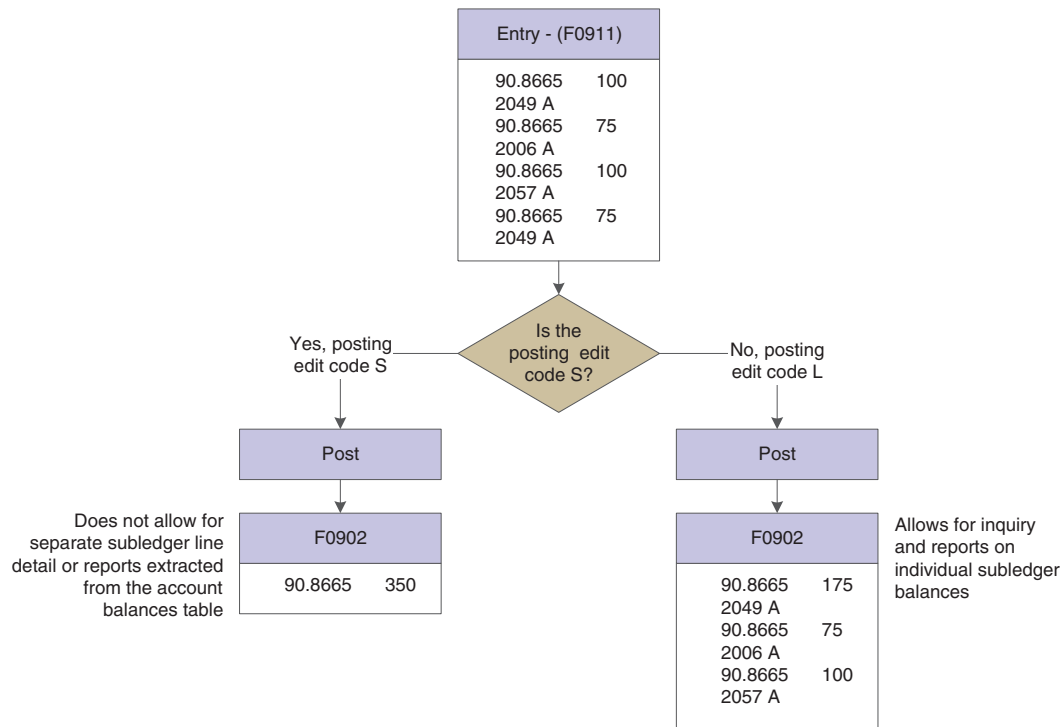 Entry - (F0911)
90.8665 100
2049 A
90.8665 75
2006 A
90.8665 100
2057 A
90.8665 75
2049 A
Is the
posting edit
code S?
Yes, posting
edit code S
No, posting
edit code L
Post
Post
Does not allow for
separate subledger line
detail or reports extracted
from the account
balances table
F0902
90.8665 350
F0902
90.8665 175
2049 A
90.8665 75
2006 A
90.8665 100
2057 A
Allows for inquiry
and reports on
individual subledger
balances